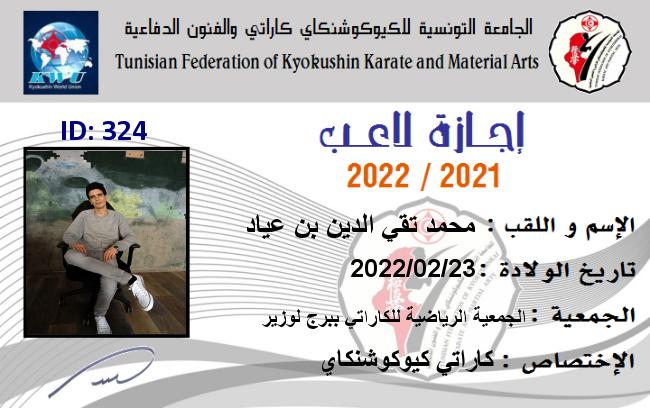 الجامعة التونسية للكيوكوشنكاي كاراتي والفنون الدفاعية
Tunisian Federation of Kyokushin Karate and Material Arts
KWU
Kyokushin World Union
ID: 324
إجازة لاعب
2022 / 2021
الإسم و اللقب : محمد تقي الدين بن عياد
تاريخ الولادة :2022/02/23
الجمعية : الجمعية الرياضية للكاراتي ببرج لوزير
الإختصاص : كاراتي كيوكوشنكاي